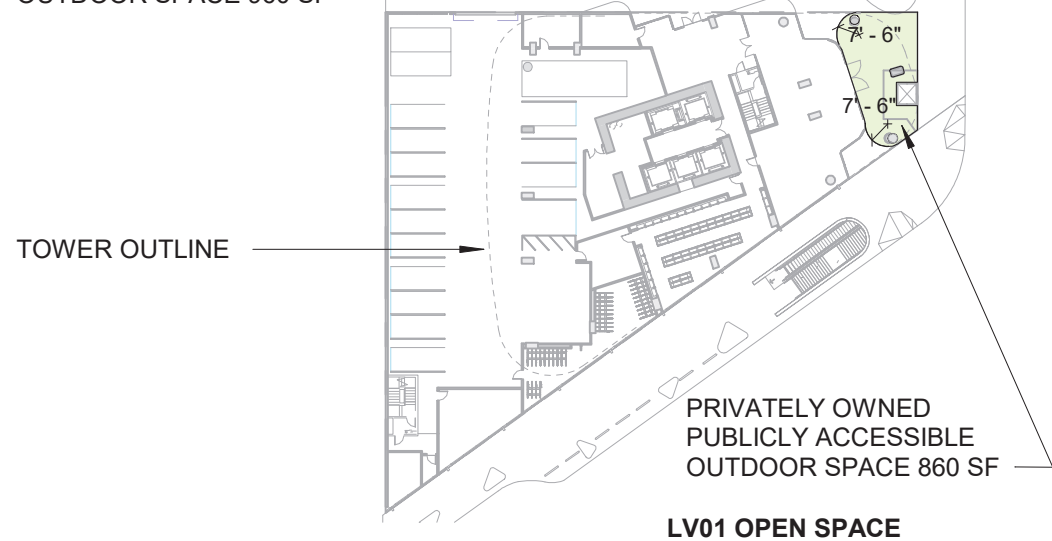 OUTDOOR SPACE 860 SF
7' - 6"
7' - 6"
TOWER OUTLINE
PRIVATELY OWNED
PUBLICLY ACCESSIBLE
OUTDOOR SPACE 860 SF
LV01 OPEN SPACE